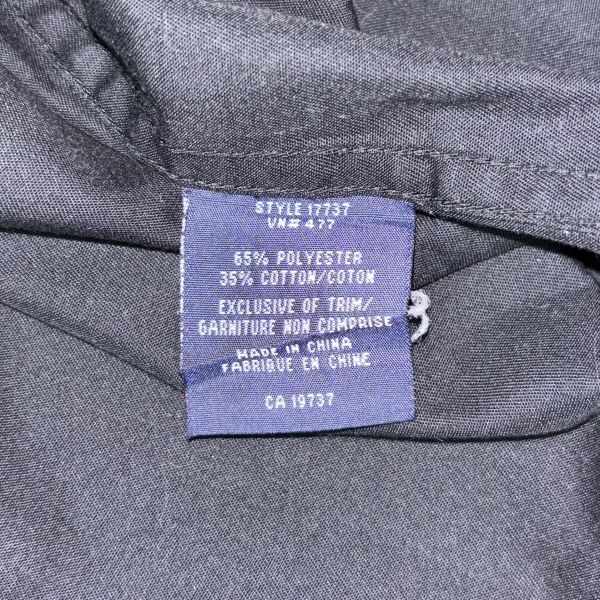 STYLE 17737
VN# 477
65% POLYESTER
35% COTTON/COTON
EXCLUSIVE OF TRIM/
GARNITURE NON COMPRISE
MADE IN CHINA
FABRIQUE EN CHINE
CA 19737